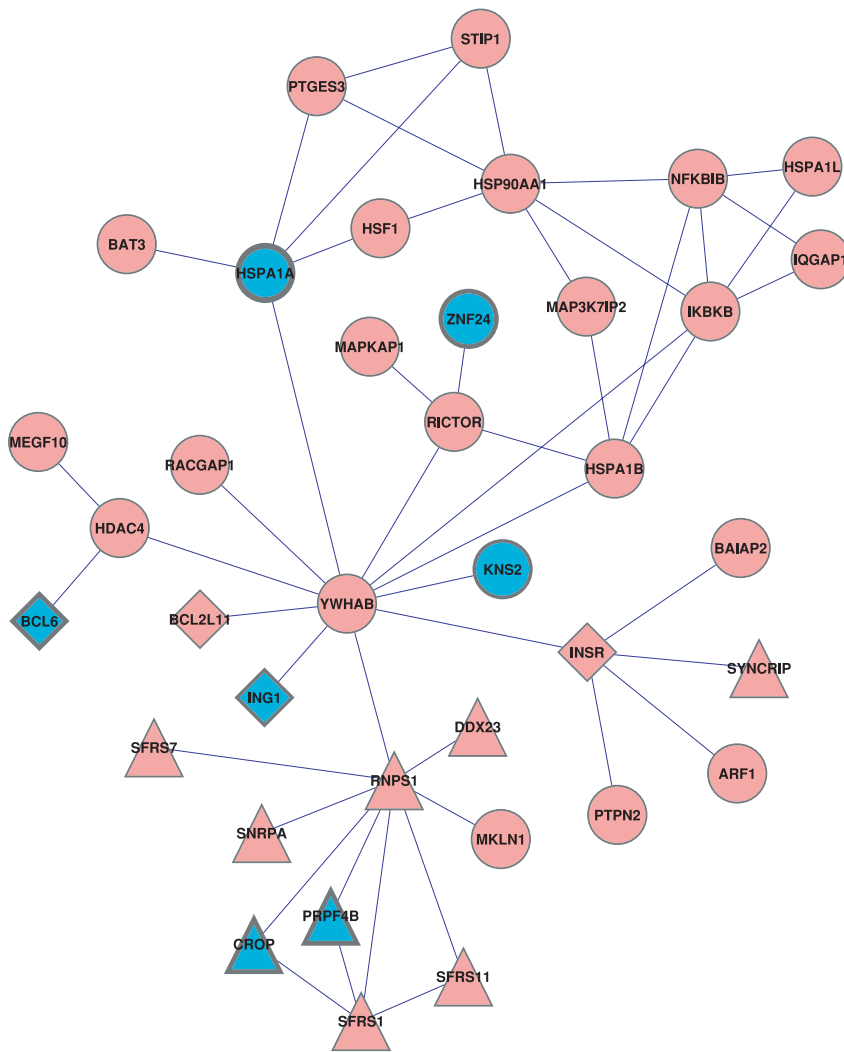 STIP1
PTGES3
HSPA1L
NFKBIB
HSP90AA1
HSF1
BAT3
IQGAP1
HSPA1A
MAP3K7IP2
IKBKB
ZNF24
MAPKAP1
RICTOR
MEGF10
RACGAP1
HSPA1B
HDAC4
BAIAP2
KNS2
YWHAB
BCL6
BCL2L11
INSR
SYNCRIP
ING1
DDX23
SFRS7
RNPS1
ARF1
PTPN2
SNRPA
MKLN1
PRPF4B
CROP
SFRS11
SFRS1